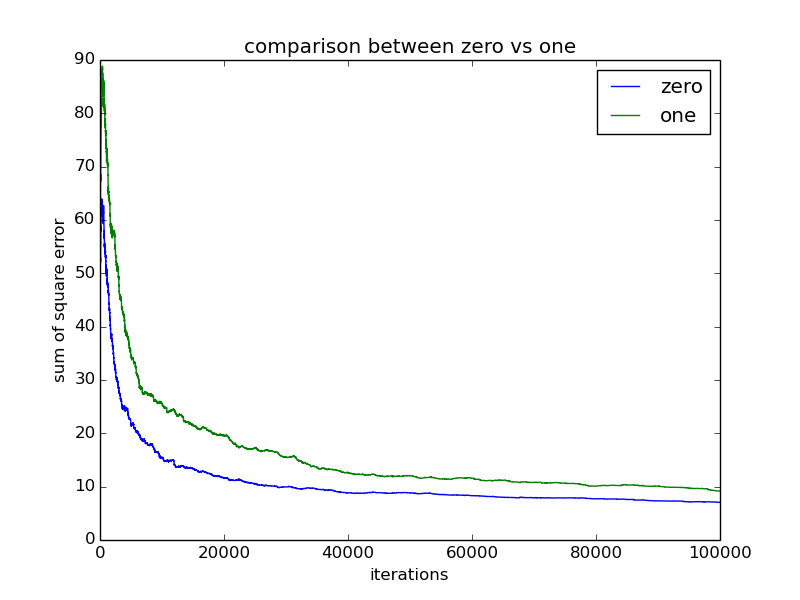 comparison between zero vs one
90
80
70
60
50
40
30
20
10
0
sum of square error
zero
one
0 20000 40000 60000 80000 100000
iterations